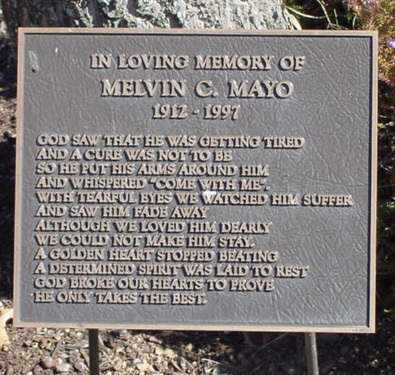 IN LOVING MEMORY OF
MELVIN C. MAYO
1912 - 1997
GOD SAW THAT HE WAS GETTING TIRED
AND A CURE WAS NOT TO BE
SO HE PUT HIS ARMS AROUND HIM
AND WHISPERED "COME WITH ME".
WITH TEARFUL EYES WE WATCHED HIM SUFFER
AND SAW HIM FADE AWAY
ALTHOUGH WE LOVED HIM DEARLY
WE COULD NOT MAKE HIM STAY.
A GOLDEN HEART STOPPED BEATING
A DETERMINED SPIRIT WAS LAID TO REST
GOD BROKE OUR HEARTS TO PROVE
HE ONLY TAKES THE BEST.